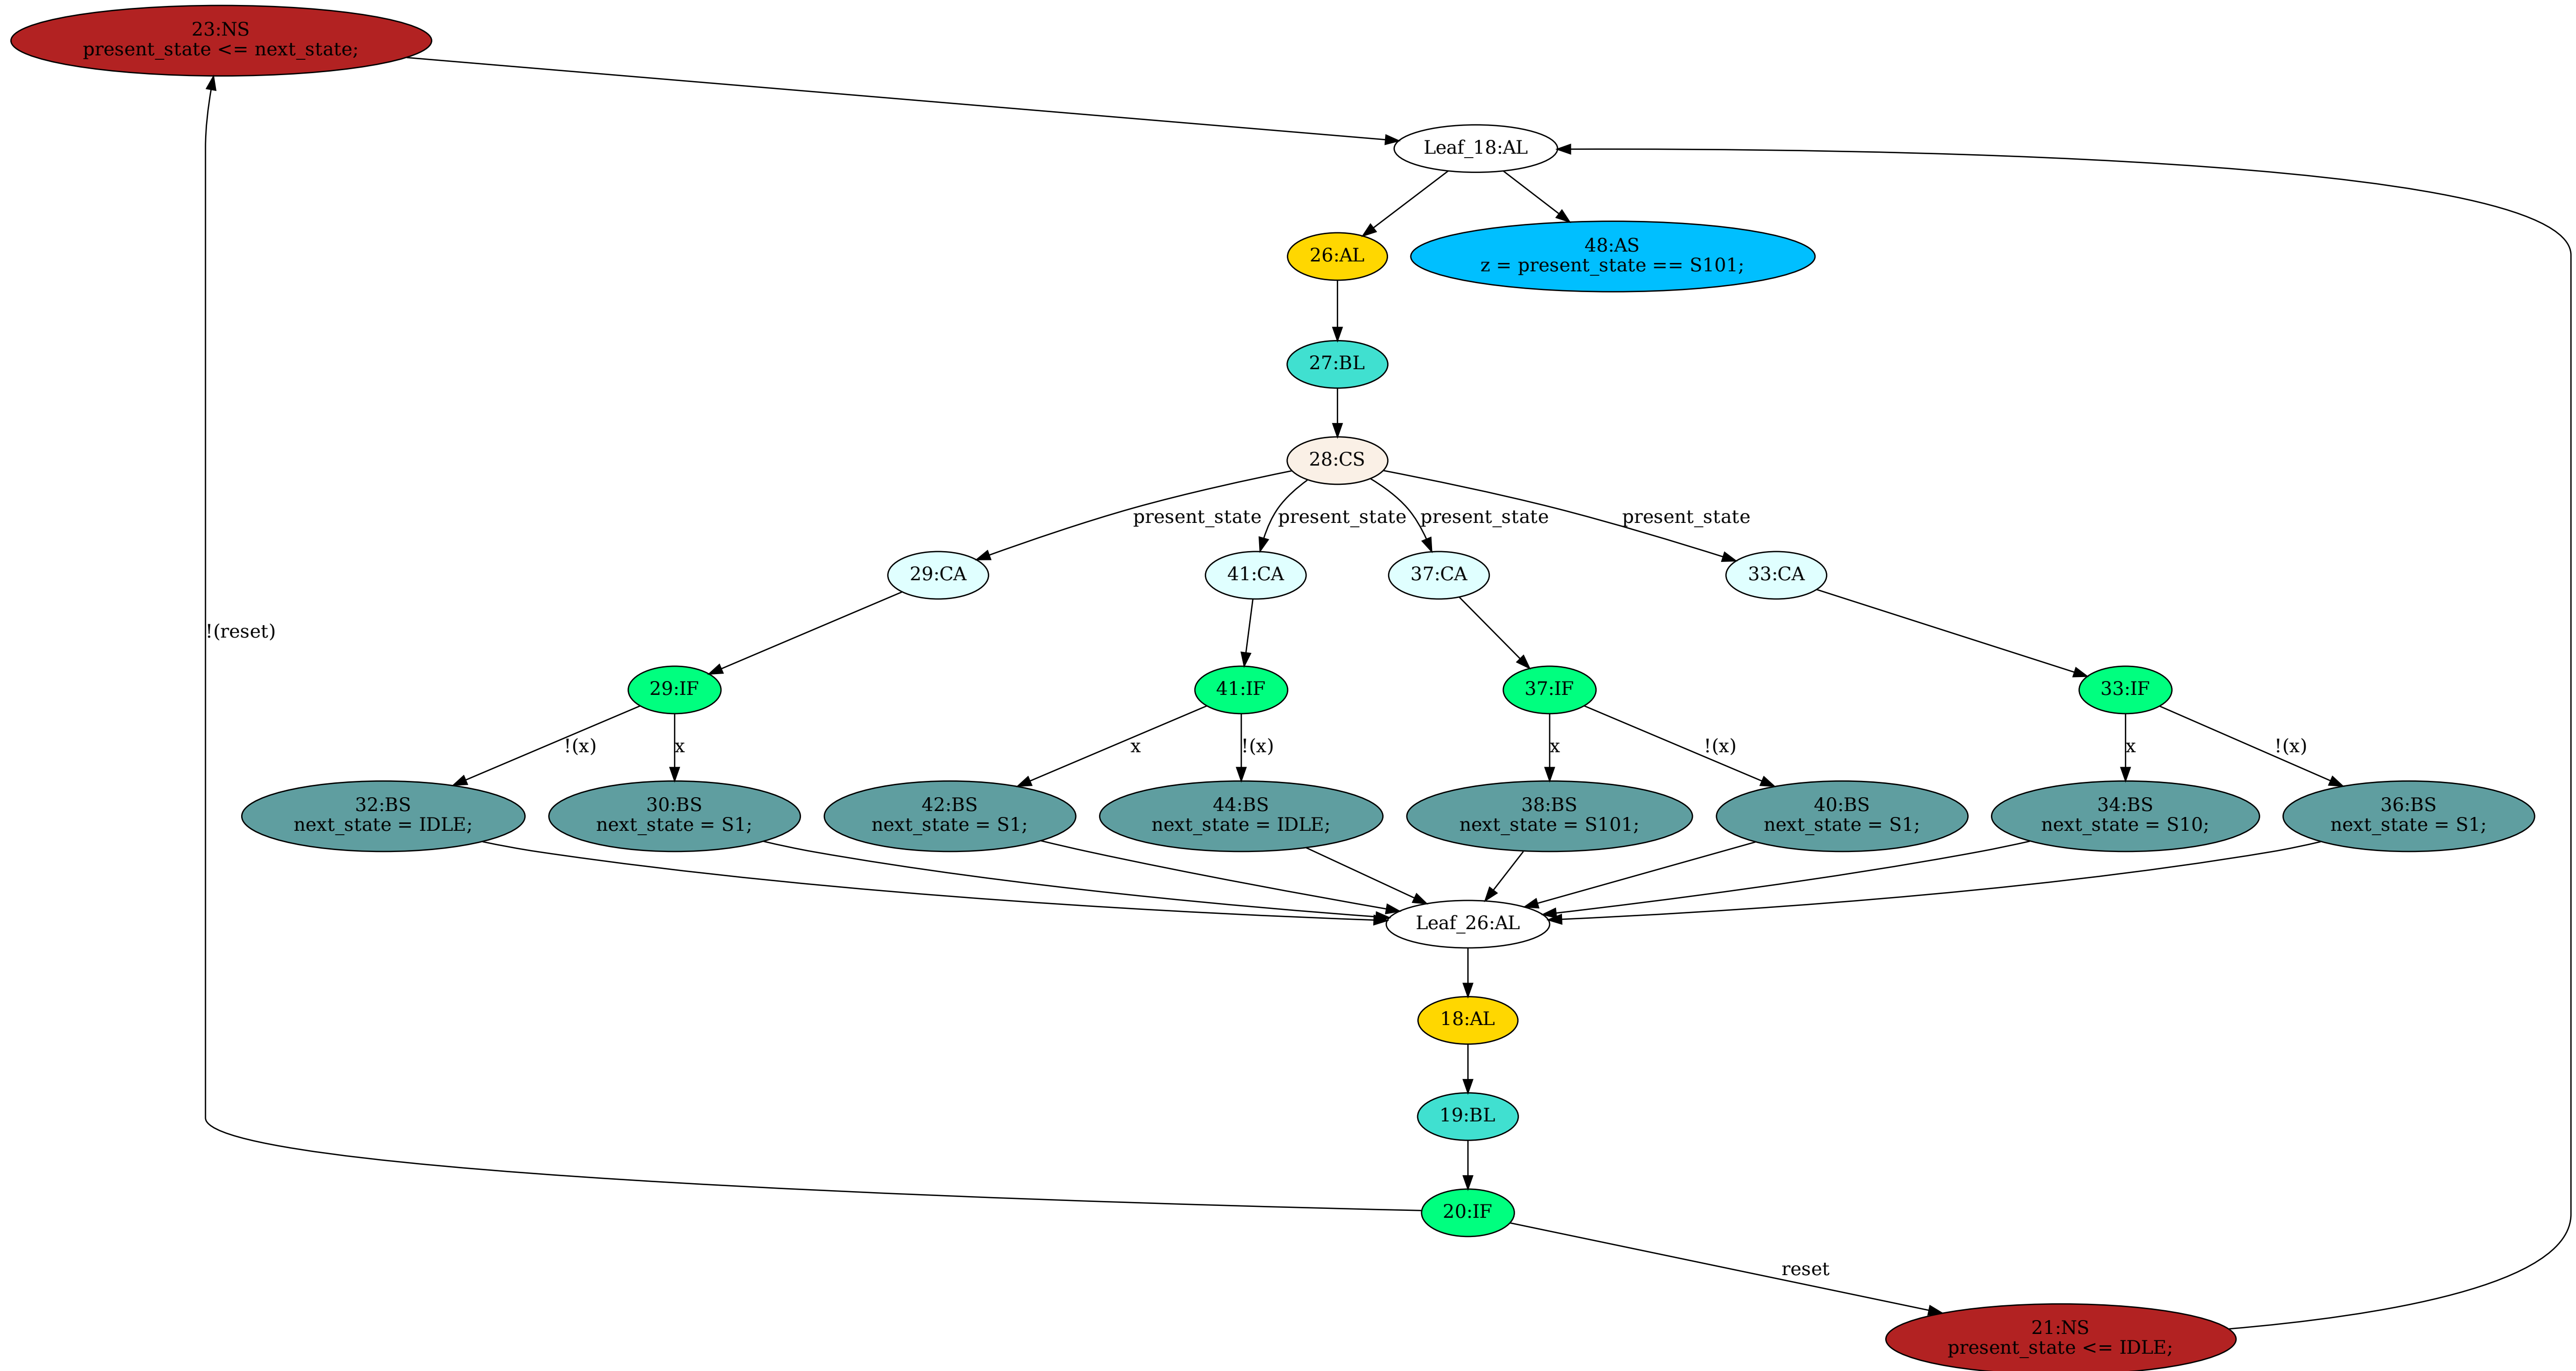 23:NS
present_state <= next_state;
Leaf_18:AL
26:AL
48:AS
z = present_state == S101;
27:BL
28:CS
present_state
present_state
present_state
present_state
29:CA
41:CA
37:CA
33:CA
!(reset)
29:IF
41:IF
37:IF
33:IF
!(x)
x
x
!(x)
x
!(x)
x
!(x)
32:BS
next_state = IDLE;
30:BS
next_state = S1;
42:BS
next_state = S1;
44:BS
next_state = IDLE;
38:BS
next_state = S101;
40:BS
next_state = S1;
34:BS
next_state = S10;
36:BS
next_state = S1;
Leaf_26:AL
18:AL
19:BL
20:IF
reset
21:NS
present_state <= IDLE;